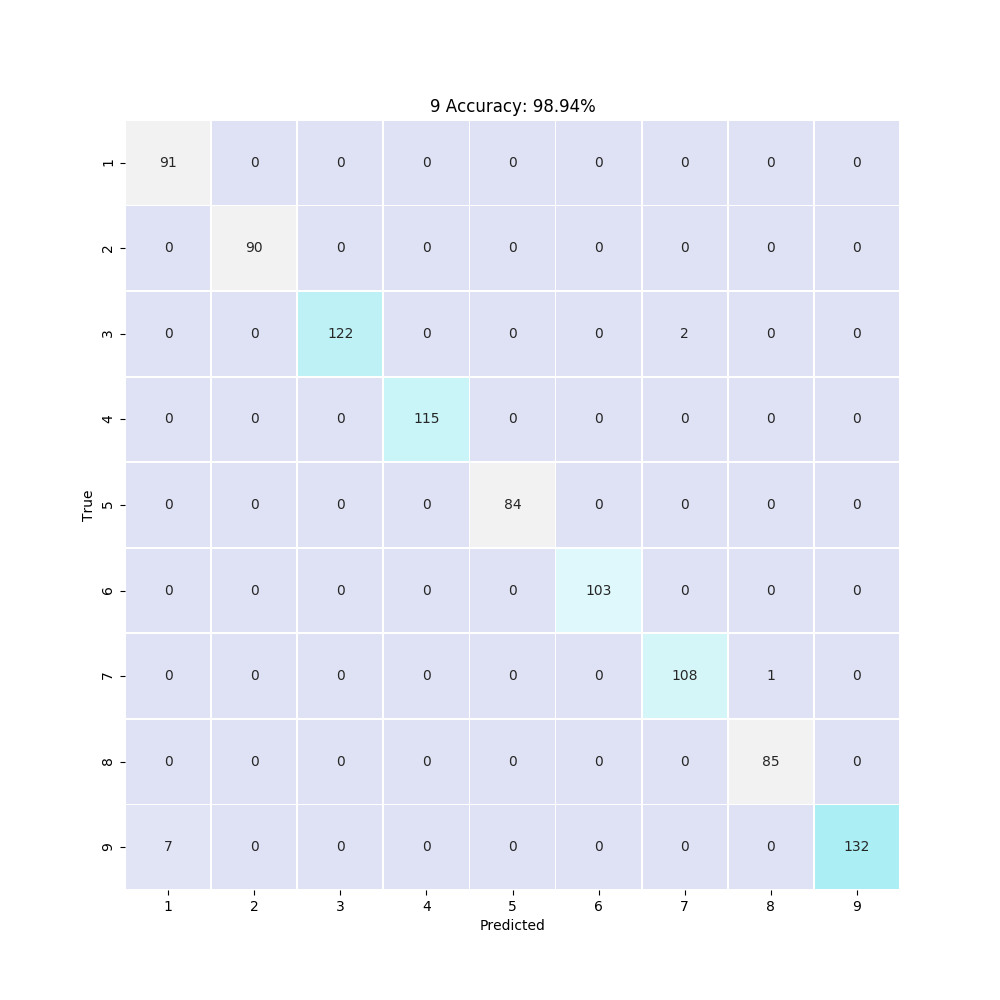 9 Accuracy: 98.94%
1 91 0 0 0 0 0 0 0 0
2 0 90 0 0 0 0 0 0 0
3 0 0 122 0 0 0 2 0 0
4 0 0 0 115 0 0 0 0 0
True
5 0 0 0 0 84 0 0 0 0
6 0 0 0 0 0 103 0 0 0
7 0 0 0 0 0 0 108 1 0
8 0 0 0 0 0 0 0 85 0
9 7 0 0 0 0 0 0 0 132
1 2 3 4 5 6 7 8 9
Predicted